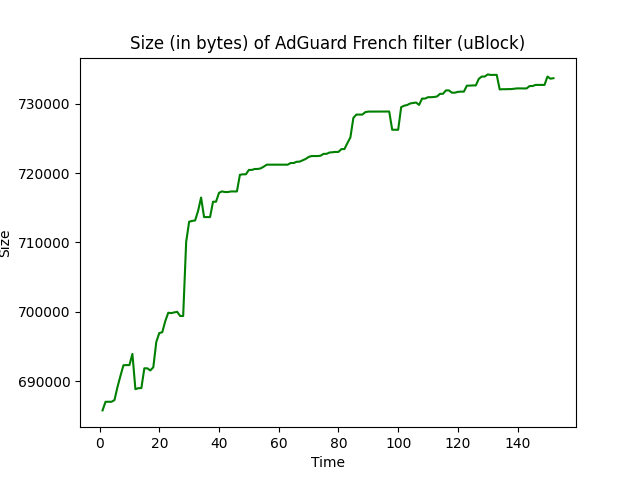 Size (in bytes) of AdGuard French filter (uBlock)
730000
720000
710000
700000
690000
Size
0 20 40 60 80 100 120 140
Time